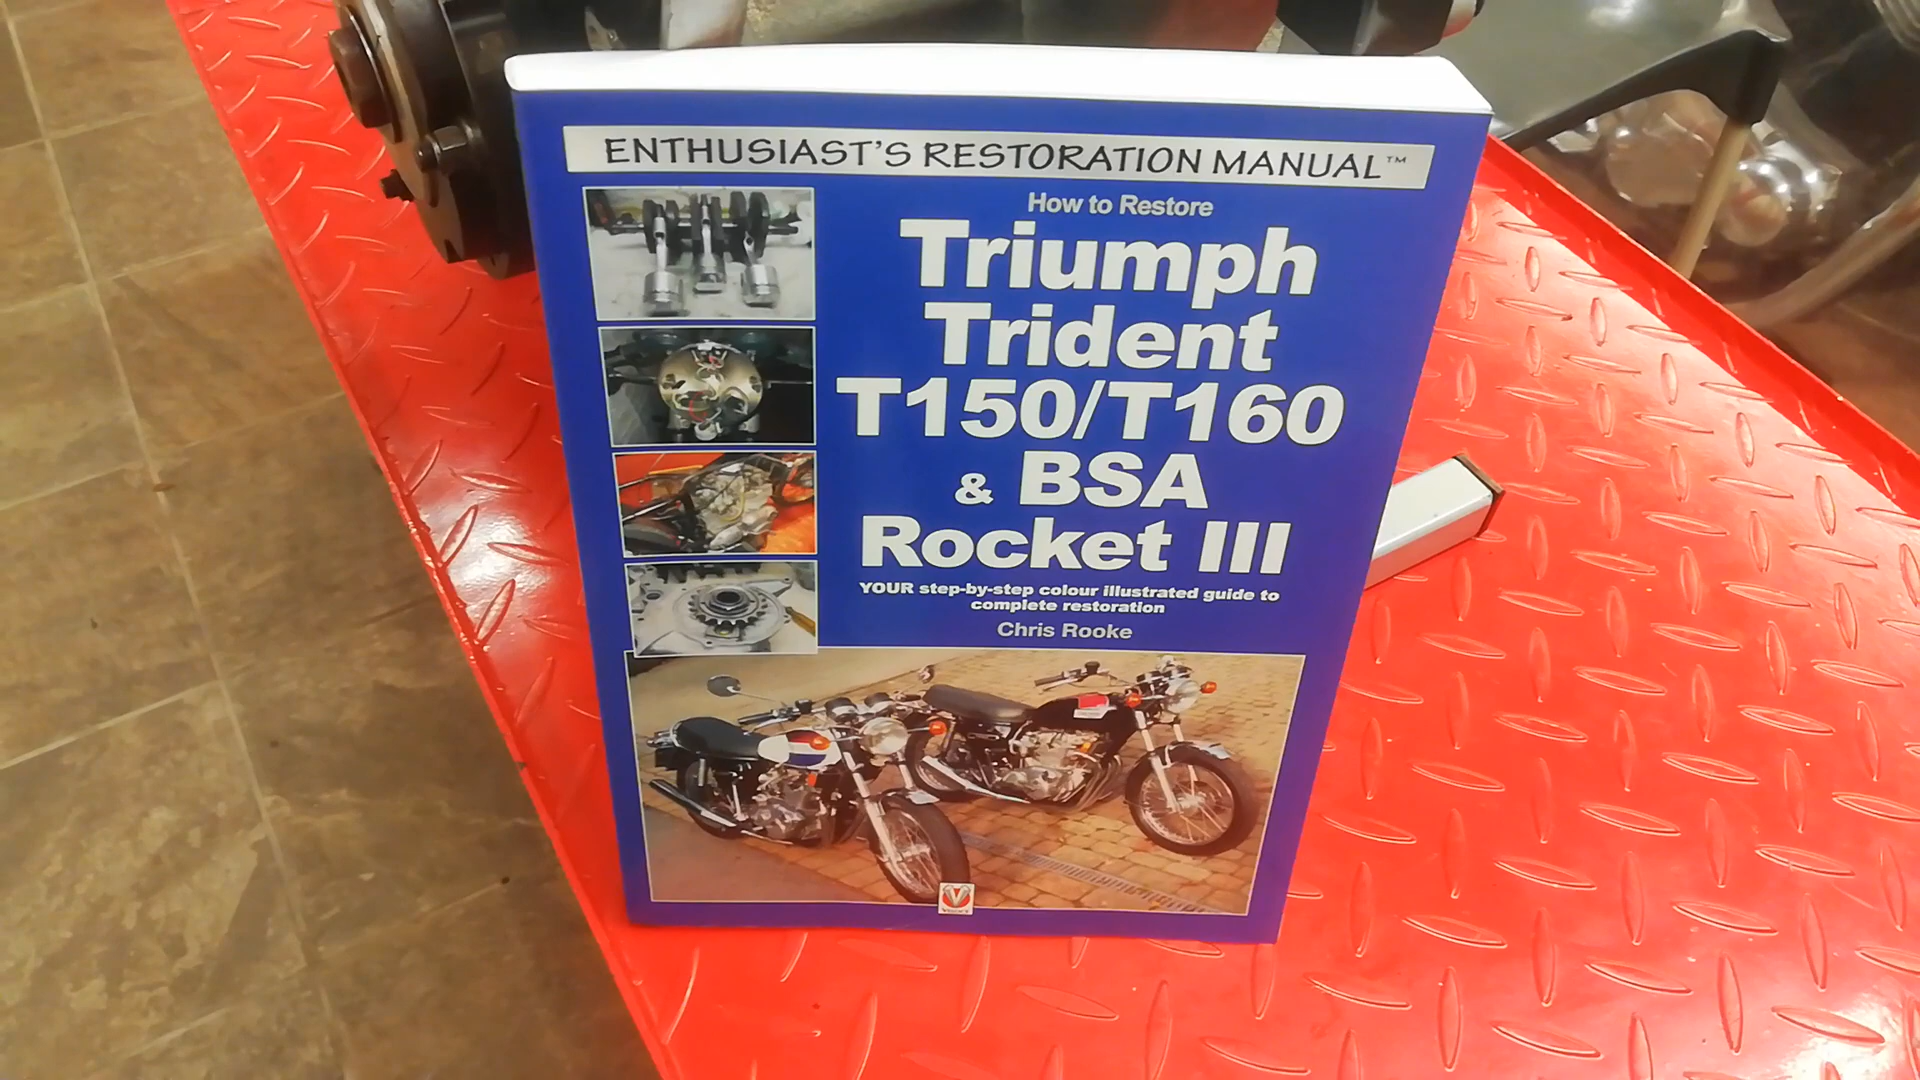 ENTHUSIAST'S RESTORATION MANUAL™
How to Restore
Triumph
Trident
T150/T160
& BSA
Rocket III
YOUR step-by-step colour illustrated guide to
complete restoration
Chris Rooke